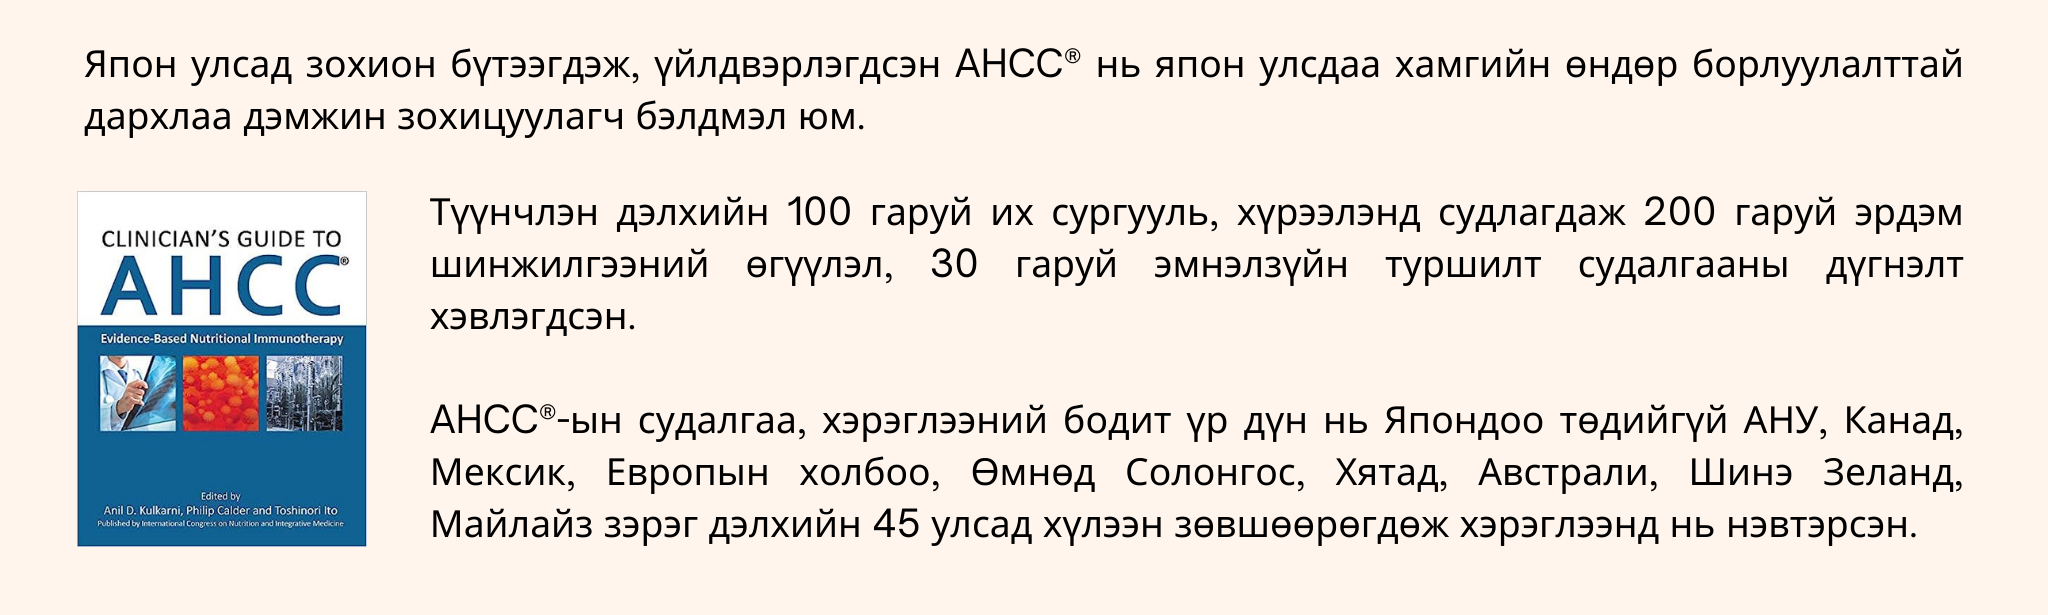 Япон улсад зохион бүтээгдэж, үйлдвэрлэгдсэн AHCC® нь япон улсдаа хамгийн өндөр борлуулалттай
дархлаа дэмжин зохицуулагч бэлдмэл юм.
CLINICIAN'S GUIDE TO
AHCC®
Evidence-Based Nutritional Immunotherapy
Edited by
Anil D. Kulkarni, Philip Calder and Toshinori Ito
Published by International Congress on Nutrition and Integrative Medicine
Түүнчлэн дэлхийн 100 гаруй их сургууль, хүрээлэнд судлагдаж 200 гаруй эрдэм
шинжилгээний өгүүлэл, 30 гаруй эмнэлзүйн туршилт судалгааны дүгнэлт
хэвлэгдсэн.
AHCC®-ын судалгаа, хэрэглээний бодит үр дүн нь Япондоо төдийгүй АНУ, Канад,
Мексик, Европын холбоо, Өмнөд Солонгос, Хятад, Австрали, Шинэ Зеланд,
Майлайз зэрэг дэлхийн 45 улсад хүлээн зөвшөөрөгдөж хэрэглээнд нь нэвтэрсэн.